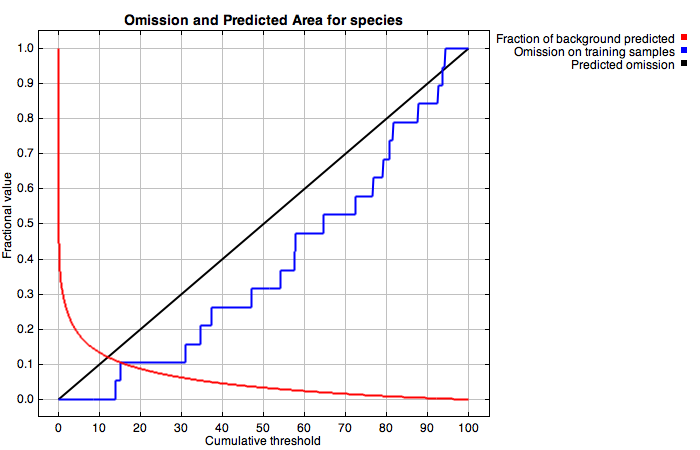 Omission and Predicted Area for species
Fraction of background predicted
Omission on training samples
Predicted omission
1.0
0.9
0.8
0.7
0.6
0.5
0.4
0.3
0.2
0.1
0.0
Fractional value
0 10 20 30 40 50 60 70 80 90 100
Cumulative threshold